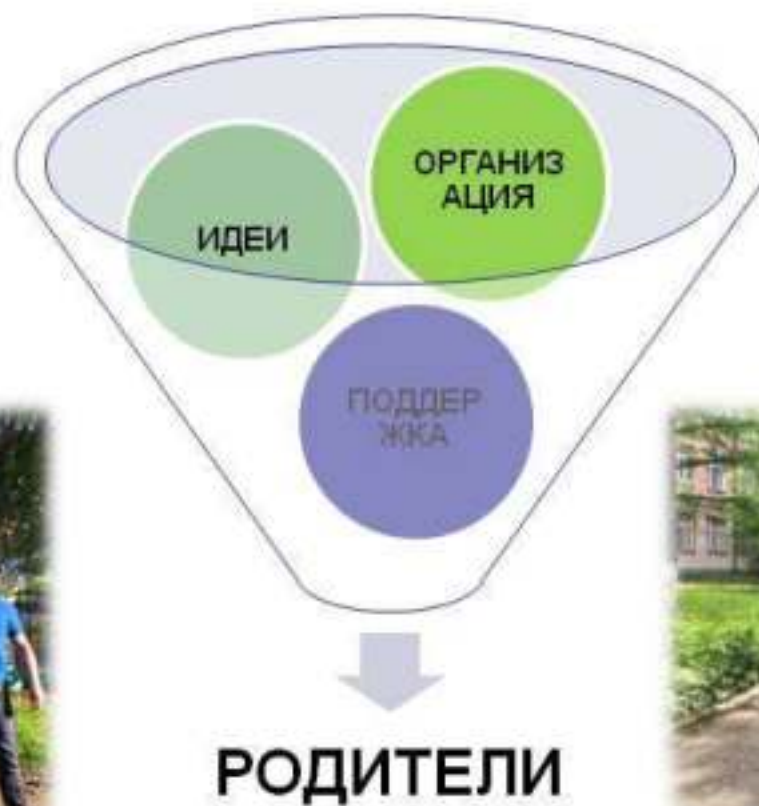 ОРГАНИЗ
АЦИЯ
ИДЕИ
ПОДДЕР
ЖКА
РОДИТЕЛИ